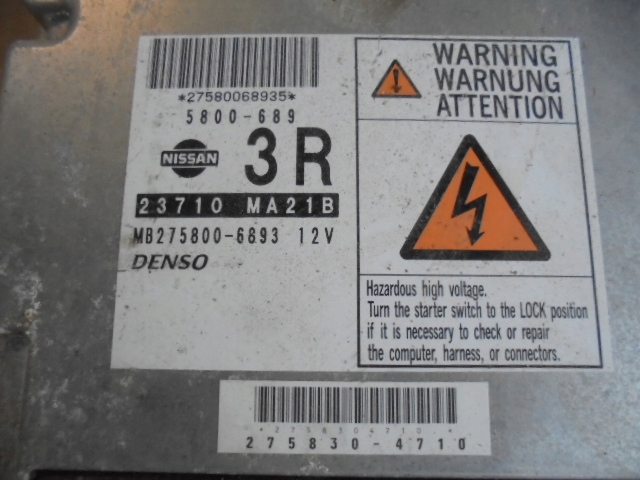 *27580068935*
5800-689
NISSAN
3R
23710 MA21B
MB275800-6893 12V
DENSO
WARNING
WARNUNG
ATTENTION
Hazardous high voltage.
Turn the starter switch to the LOCK position
if it is necessary to check or repair
the computer, harness, or connectors.
*2758304710.*
275830-4710